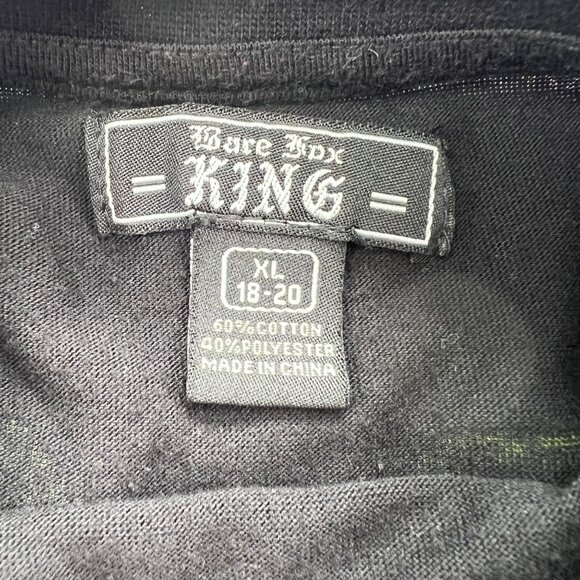 Bare Fox
KING
XL
18-20
60% COTTON
40% POLYESTER
MADE IN CHINA